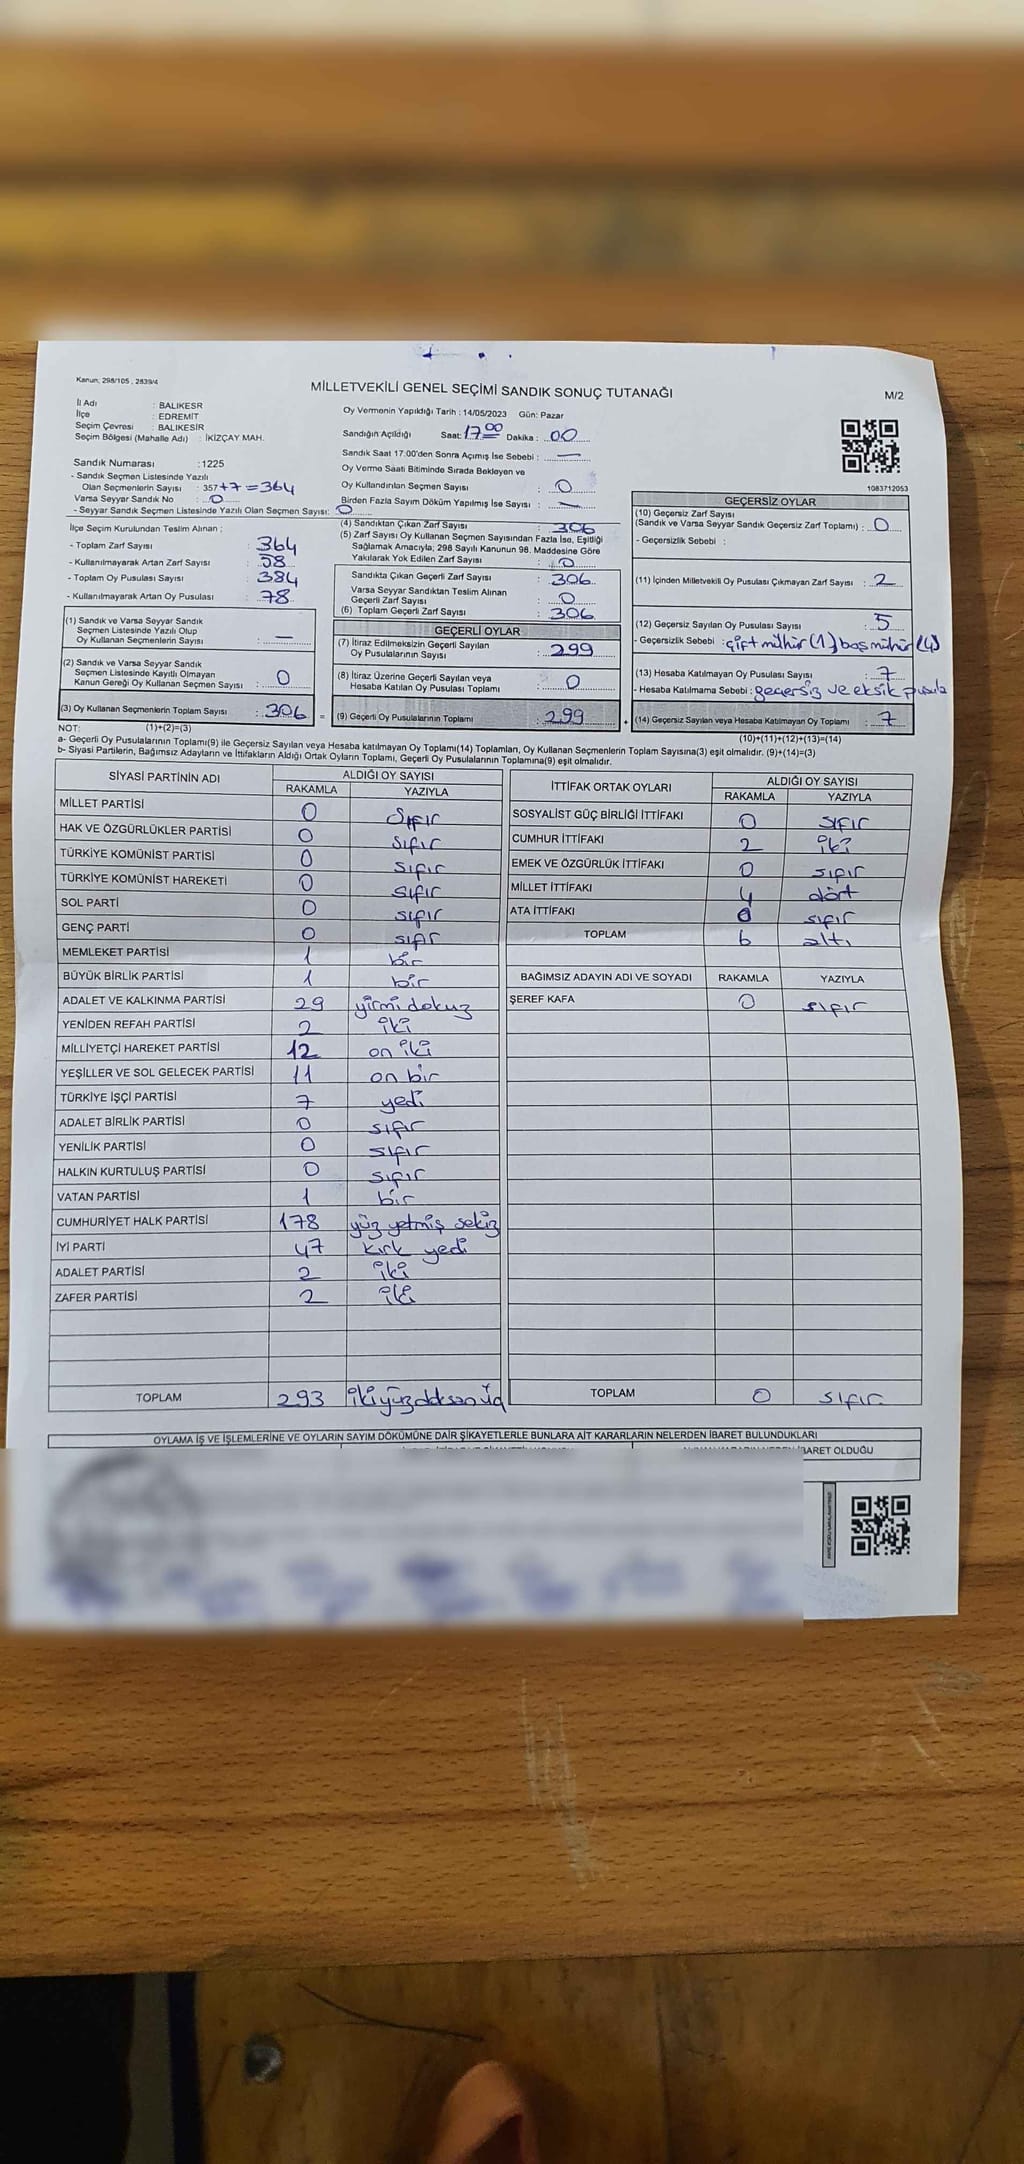 Kanun, 298/105 , 2839/4
MİLLETVEKİLİ GENEL SEÇİMİ SANDIK SONUÇ TUTANAĞI
M/2
İl Adı : BALIKESR
İlçe : EDREMİT
Seçim Çevresi : BALIKESİR
Seçim Bölgesi (Mahalle Adı) : İKİZÇAY MAH.
Sandık Numarası : 1225
- Sandık Seçmen Listesinde Yazılı
Olan Seçmenlerin Sayısı : 357+7=364
Varsa Seyyar Sandık No : 0
- Seyyar Sandık Seçmen Listesinde Yazılı Olan Seçmen Sayısı: 0
İlçe Seçim Kurulundan Teslim Alınan ;
- Toplam Zarf Sayısı 364
- Kullanılmayarak Artan Zarf Sayısı : 58
- Toplam Oy Pusulası Sayısı 384
- Kullanılmayarak Artan Oy Pusulası : 78
(1) Sandık ve Varsa Seyyar Sandık
Seçmen Listesinde Yazılı Olup
Oy Kullanan Seçmenlerin Sayısı : —
(2) Sandık ve Varsa Seyyar Sandık
Seçmen Listesinde Kayıtlı Olmayan
Kanun Gereği Oy Kullanan Seçmen Sayısı : 0
(3) Oy Kullanan Seçmenlerin Toplam Sayısı : 306 =
Oy Vermenin Yapıldığı Tarih : 14/05/2023 Gün: Pazar
Sandığın Açıldığı Saat: 17:00 Dakika : 00
Sandık Saat 17:00'den Sonra Açımış İse Sebebi : —
Oy Verme Saati Bitiminde Sırada Bekleyen ve
Oy Kullandırılan Seçmen Sayısı : 0
Birden Fazla Sayım Döküm Yapılmış İse Sayısı : —
(4) Sandıktan Çıkan Zarf Sayısı : 306
(5) Zarf Sayısı Oy Kullanan Seçmen Sayısından Fazla İse, Eşitliği
Sağlamak Amacıyla; 298 Sayılı Kanunun 98. Maddesine Göre
Yakılarak Yok Edilen Zarf Sayısı : 0
Sandıkta Çıkan Geçerli Zarf Sayısı : 306
Varsa Seyyar Sandıktan Teslim Alınan
Geçerli Zarf Sayısı : 0
(6) Toplam Geçerli Zarf Sayısı : 306
GEÇERLİ OYLAR
(7) İtiraz Edilmeksizin Geçerli Sayılan
Oy Pusulalarının Sayısı : 299
(8) İtiraz Üzerine Geçerli Sayılan veya
Hesaba Katılan Oy Pusulası Toplamı : 0
(9) Geçerli Oy Pusulalarının Toplamı : 299 +
1083712053
GEÇERSİZ OYLAR
(10) Geçersiz Zarf Sayısı
(Sandık ve Varsa Seyyar Sandık Geçersiz Zarf Toplamı) : 0
- Geçersizlik Sebebi :
(11) İçinden Milletvekili Oy Pusulası Çıkmayan Zarf Sayısı : 2
(12) Geçersiz Sayılan Oy Pusulası Sayısı : 5
- Geçersizlik Sebebi : çift mühür (1) boş mühür (4)
(13) Hesaba Katılmayan Oy Pusulası Sayısı : 7
- Hesaba Katılmama Sebebi : geçersiz ve eksik pusula
(14) Geçersiz Sayılan veya Hesaba Katılmayan Oy Toplamı : 7
NOT: (1)+(2)=(3) (10)+(11)+(12)+(13)=(14)
a- Geçerli Oy Pusulalarının Toplamı(9) ile Geçersiz Sayılan veya Hesaba katılmayan Oy Toplamı(14) Toplamları, Oy Kullanan Seçmenlerin Toplam Sayısına(3) eşit olmalıdır. (9)+(14)=(3)
b- Siyasi Partilerin, Bağımsız Adayların ve İttifakların Aldığı Ortak Oyların Toplamı, Geçerli Oy Pusulalarının Toplamına(9) eşit olmalıdır.
SİYASİ PARTİNİN ADI ALDIĞI OY SAYISI
RAKAMLA YAZIYLA
MİLLET PARTİSİ 0 sıfır
HAK VE ÖZGÜRLÜKLER PARTİSİ 0 sıfır
TÜRKİYE KOMÜNİST PARTİSİ 0 sıfır
TÜRKİYE KOMÜNİST HAREKETİ 0 sıfır
SOL PARTİ 0 sıfır
GENÇ PARTİ 0 sıfır
MEMLEKET PARTİSİ 1 bir
BÜYÜK BİRLİK PARTİSİ 1 bir
ADALET VE KALKINMA PARTİSİ 29 yirmi dokuz
YENİDEN REFAH PARTİSİ 2 iki
MİLLİYETÇİ HAREKET PARTİSİ 12 on iki
YEŞİLLER VE SOL GELECEK PARTİSİ 11 on bir
TÜRKİYE İŞÇİ PARTİSİ 7 yedi
ADALET BİRLİK PARTİSİ 0 sıfır
YENİLİK PARTİSİ 0 sıfır
HALKIN KURTULUŞ PARTİSİ 0 sıfır
VATAN PARTİSİ 1 bir
CUMHURİYET HALK PARTİSİ 178 yüz yetmiş sekiz
İYİ PARTİ 47 kırk yedi
ADALET PARTİSİ 2 iki
ZAFER PARTİSİ 2 iki
TOPLAM 293 ikiyüzdoksan üç
İTTİFAK ORTAK OYLARI ALDIĞI OY SAYISI
RAKAMLA YAZIYLA
SOSYALİST GÜÇ BİRLİĞİ İTTİFAKI 0 sıfır
CUMHUR İTTİFAKI 2 iki
EMEK VE ÖZGÜRLÜK İTTİFAKI 0 sıfır
MİLLET İTTİFAKI 4 dört
ATA İTTİFAKI 0 sıfır
TOPLAM 6 altı
BAĞIMSIZ ADAYIN ADI VE SOYADI RAKAMLA YAZIYLA
ŞEREF KAFA 0 sıfır
TOPLAM 0 sıfır
OYLAMA İŞ VE İŞLEMLERİNE VE OYLARIN SAYIM DÖKÜMÜNE DAİR ŞİKAYETLERLE BUNLARA AİT KARARLARIN NELERDEN İBARET BULUNDUKLARI
İBARET OLDUĞU